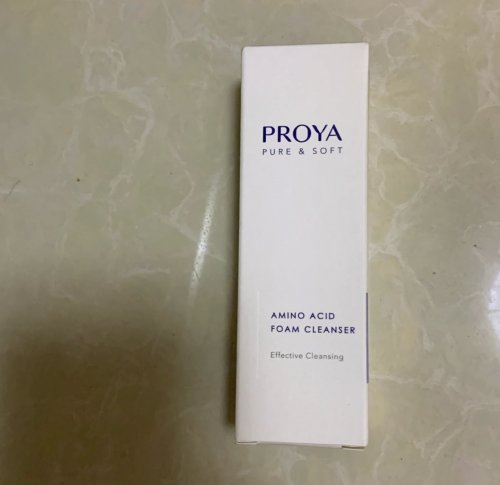 PROYA
PURE & SOFT
AMINO ACID
FOAM CLEANSER
Effective Cleansing